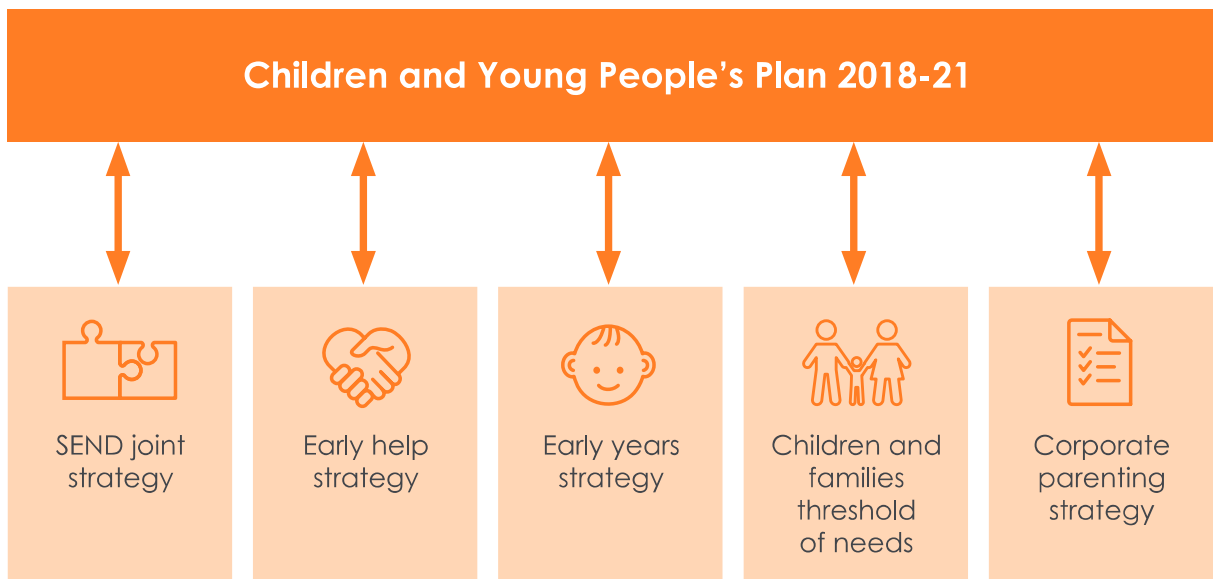 Children and Young People’s Plan 2018-21
SEND joint
strategy
Early help
strategy
Early years
strategy
Children and
families
threshold
of needs
Corporate
parenting
strategy